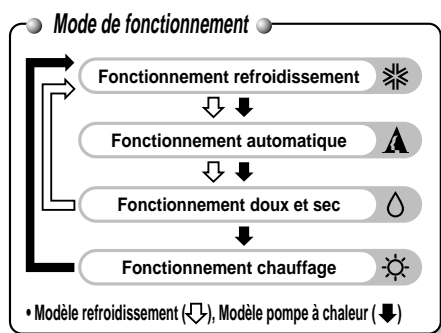 Mode de fonctionnement
Fonctionnement refroidissement
Fonctionnement automatique
Fonctionnement doux et sec
Fonctionnement chauffage
• Modèle refroidissement (⇩), Modèle pompe à chaleur (⬇)